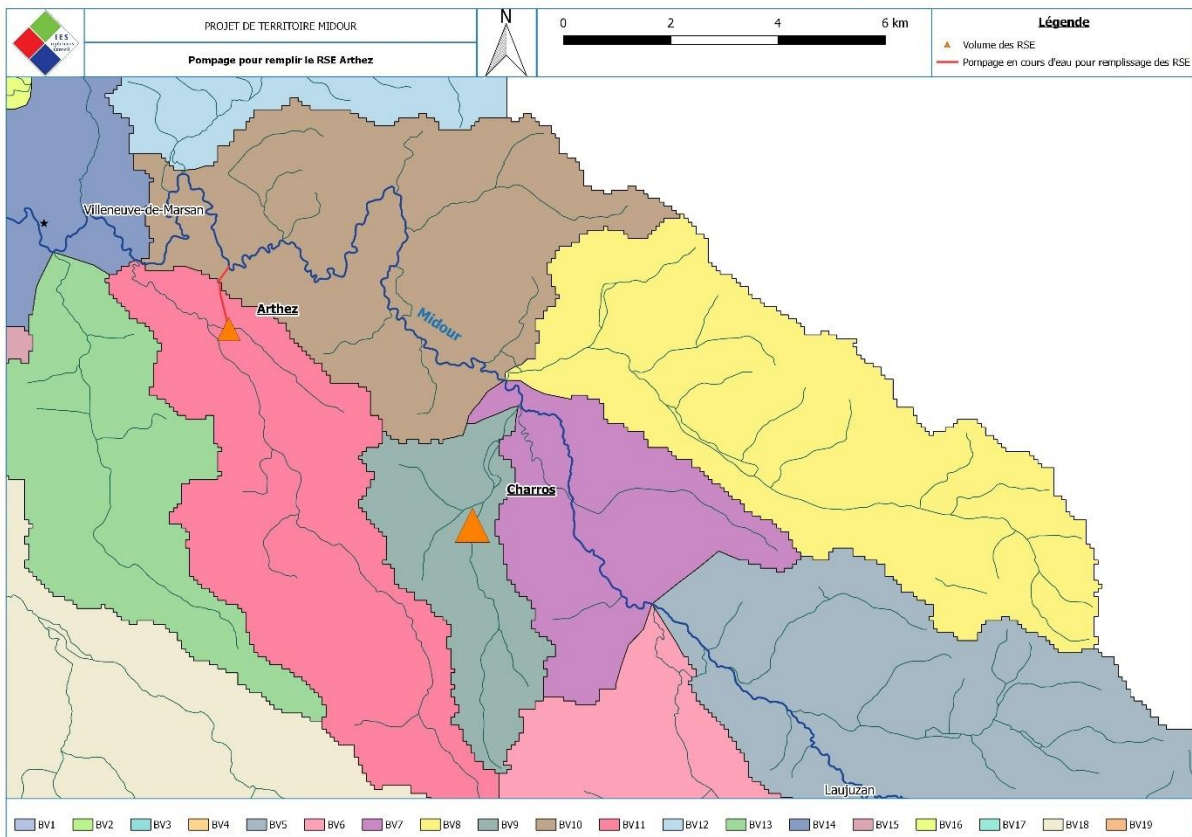 IES
PROJET DE TERRITOIRE MIDOUR
Pompage pour remplir le RSE Arthez
N
0 2 4 6 km
Légende
Volume des RSE
Pompage en cours d'eau pour remplissage des RSE
Villeneuve-de-Marsan
Arthez
Midour
Charros
Laujuzan
BV1 BV2 BV3 BV4 BV5 BV6 BV7 BV8 BV9 BV10 BV11 BV12 BV13 BV14 BV15 BV16 BV17 BV18 BV19